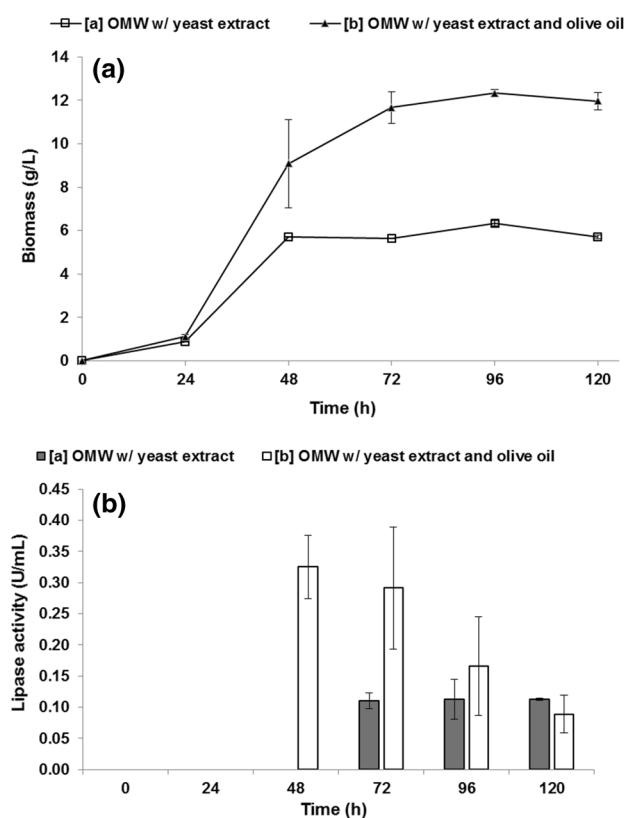 [a] OMW w/ yeast extract [b] OMW w/ yeast extract and olive oil
(a)
14
12
10
8
6
4
2
0
Biomass (g/L)
0 24 48 72 96 120
Time (h)
[a] OMW w/ yeast extract [b] OMW w/ yeast extract and olive oil
(b)
0.45
0.40
0.35
0.30
0.25
0.20
0.15
0.10
0.05
0.00
Lipase activity (U/mL)
0 24 48 72 96 120
Time (h)